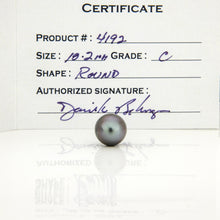 CERTIFICATE
PRODUCT#: 4192
SIZE: 10.2mm GRADE: C
SHAPE: ROUND
AUTHORIZED SIGNATURE: